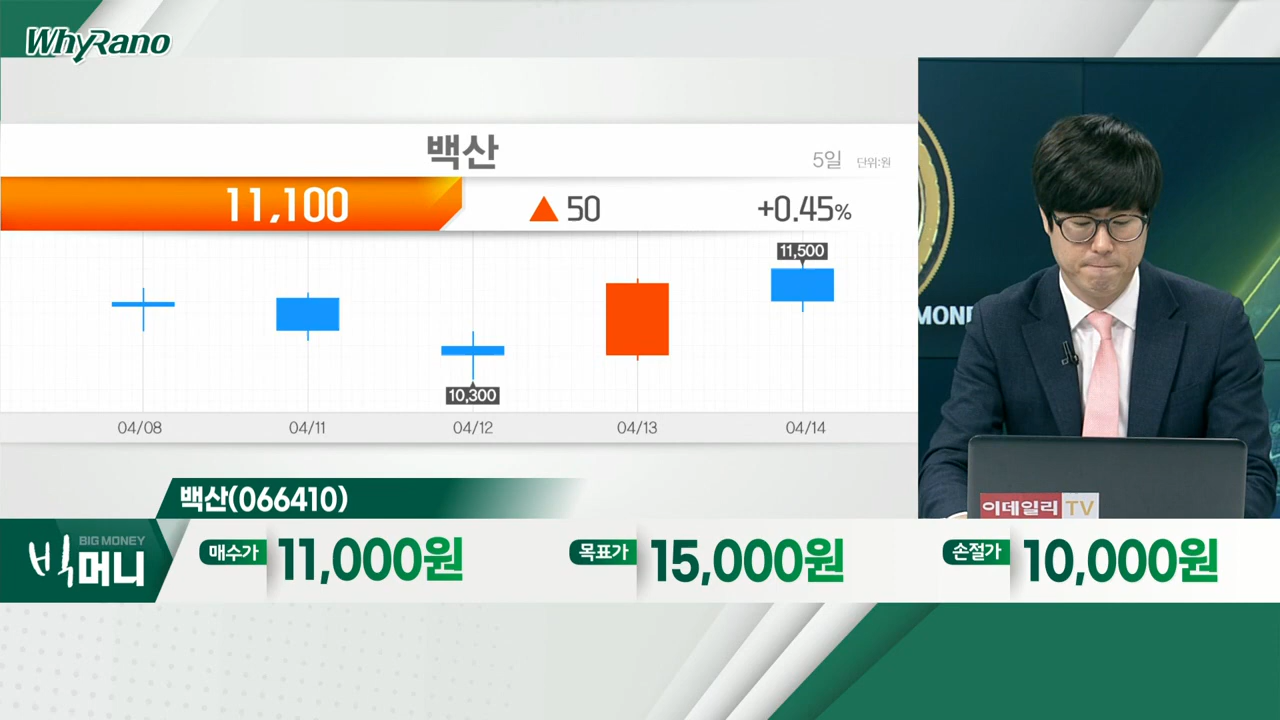 WhyRano
백산
5일 단위:원
11,100 ▲ 50 +0.45%
11,500
10,300
04/08 04/11 04/12 04/13 04/14
MONE
이데일리 TV
백산(066410)
BIG MONEY
빅머니
매수가 11,000원 목표가 15,000원 손절가 10,000원